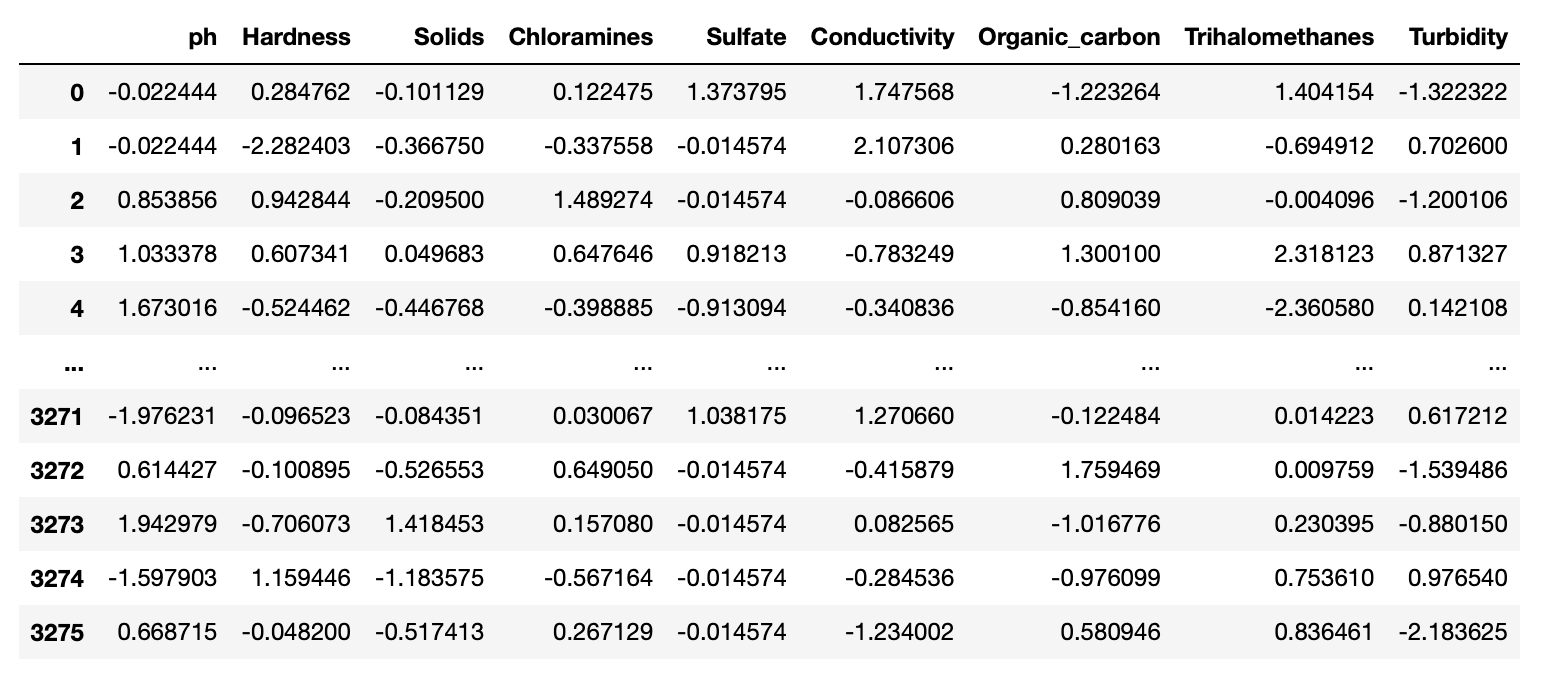 ph Hardness Solids Chloramines Sulfate Conductivity Organic_carbon Trihalomethanes Turbidity
0 -0.022444 0.284762 -0.101129 0.122475 1.373795 1.747568 -1.223264 1.404154 -1.322322
1 -0.022444 -2.282403 -0.366750 -0.337558 -0.014574 2.107306 0.280163 -0.694912 0.702600
2 0.853856 0.942844 -0.209500 1.489274 -0.014574 -0.086606 0.809039 -0.004096 -1.200106
3 1.033378 0.607341 0.049683 0.647646 0.918213 -0.783249 1.300100 2.318123 0.871327
4 1.673016 -0.524462 -0.446768 -0.398885 -0.913094 -0.340836 -0.854160 -2.360580 0.142108
... ... ... ... ... ... ... ... ... ...
3271 -1.976231 -0.096523 -0.084351 0.030067 1.038175 1.270660 -0.122484 0.014223 0.617212
3272 0.614427 -0.100895 -0.526553 0.649050 -0.014574 -0.415879 1.759469 0.009759 -1.539486
3273 1.942979 -0.706073 1.418453 0.157080 -0.014574 0.082565 -1.016776 0.230395 -0.880150
3274 -1.597903 1.159446 -1.183575 -0.567164 -0.014574 -0.284536 -0.976099 0.753610 0.976540
3275 0.668715 -0.048200 -0.517413 0.267129 -0.014574 -1.234002 0.580946 0.836461 -2.183625